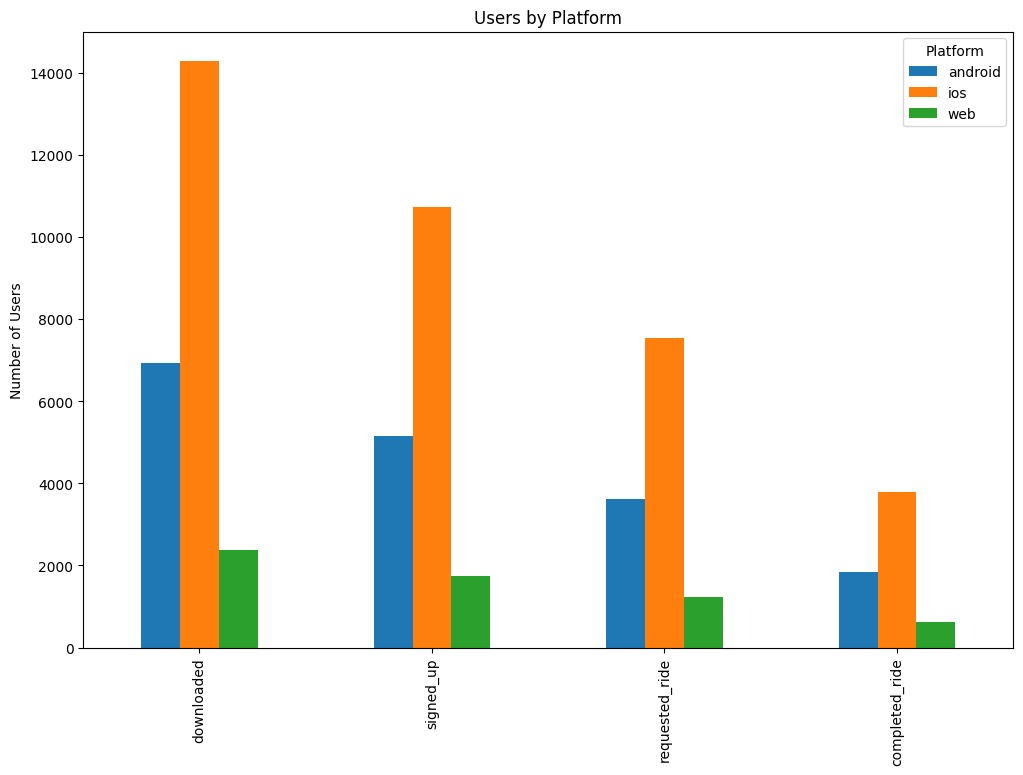 Users by Platform
Platform
android
ios
web
Number of Users
14000
12000
10000
8000
6000
4000
2000
0
downloaded
signed_up
requested_ride
completed_ride